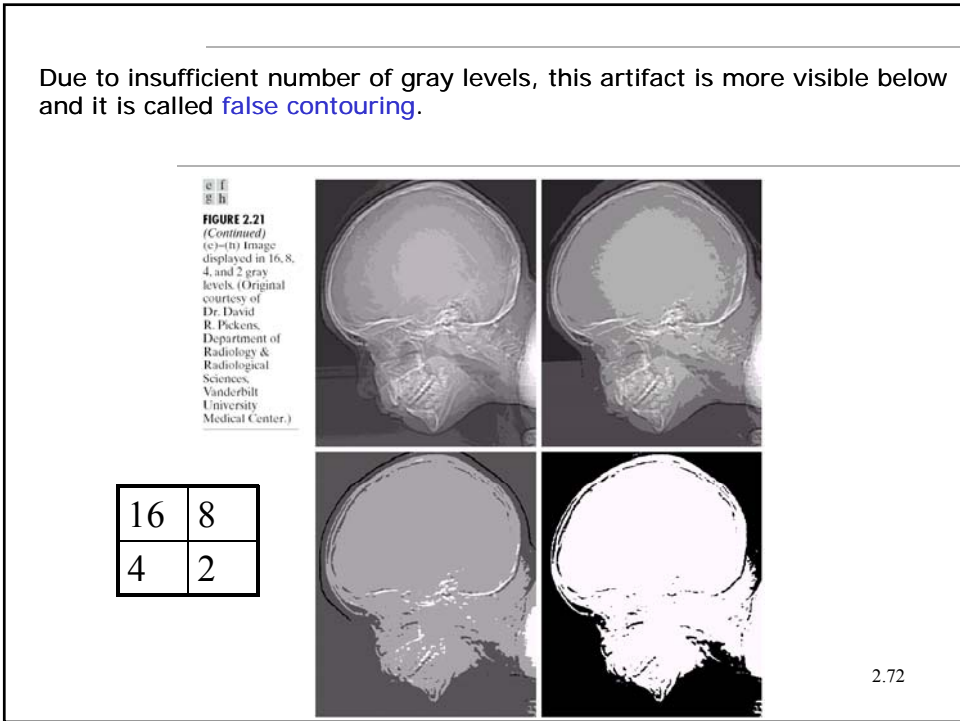 Due to insufficient number of gray levels, this artifact is more visible below
and it is called false contouring.
e f
g h
FIGURE 2.21
(Continued)
(e)–(h) Image
displayed in 16, 8,
4, and 2 gray
levels. (Original
courtesy of
Dr. David
R. Pickens,
Department of
Radiology &
Radiological
Sciences,
Vanderbilt
University
Medical Center.)
16 8
4 2
2.72